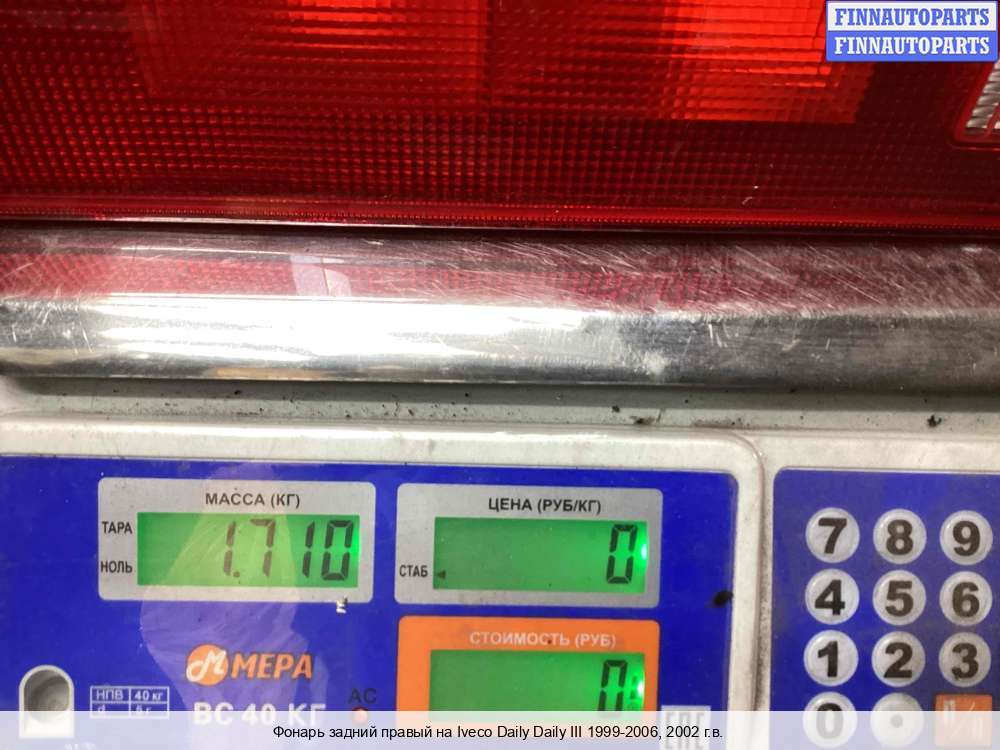 FINNAUTOPARTS
FINNAUTOPARTS
МАССА (КГ)
ТАРА
НОЛЬ
1.710
ЦЕНА (РУБ/КГ)
СТАБ
0
СТОИМОСТЬ (РУБ)
0
МЕРА
НПВ 40 кг
d
AC
ВС 40 КГ
7 8 9
4 5 6
1 2 3
0
Фонарь задний правый на Iveco Daily Daily III 1999-2006, 2002 г.в.